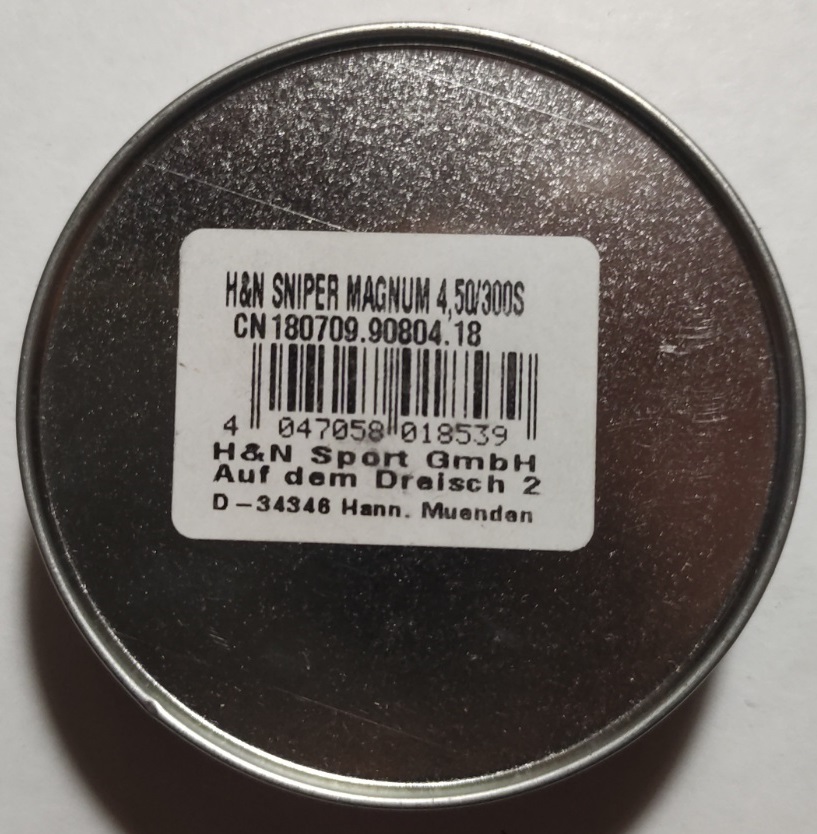 H&N SNIPER MAGNUM 4,50/300S
CN180709.90804.18
4 047058 018539
H&N Sport GmbH
Auf dem Dreisch 2
D-34346 Hann. Muenden